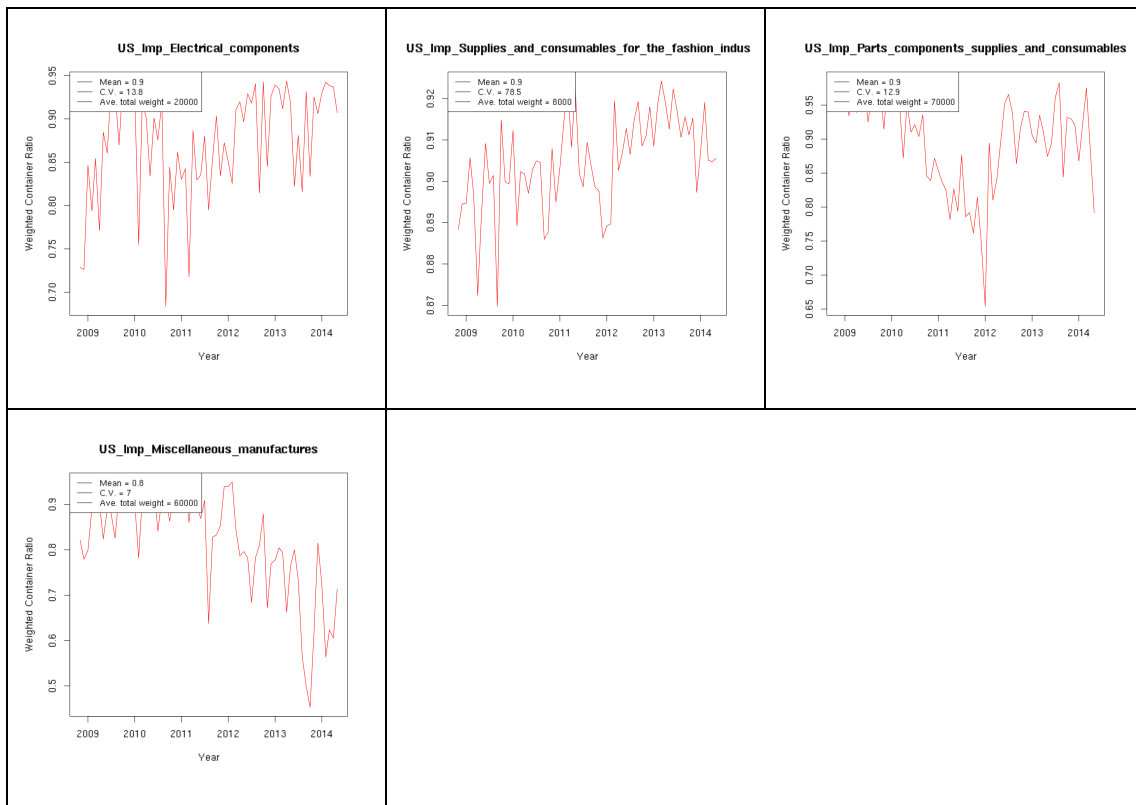 US_Imp_Electrical_components
Mean = 0.9
C.V. = 13.8
Ave. total weight = 20000
Weighted Container Ratio
0.95
0.90
0.85
0.80
0.75
0.70
2009 2010 2011 2012 2013 2014
Year
US_Imp_Supplies_and_consumables_for_the_fashion_indus
Mean = 0.9
C.V. = 78.5
Ave. total weight = 8000
Weighted Container Ratio
0.92
0.91
0.90
0.89
0.88
0.87
2009 2010 2011 2012 2013 2014
Year
US_Imp_Parts_components_supplies_and_consumables
Mean = 0.9
C.V. = 12.9
Ave. total weight = 70000
Weighted Container Ratio
0.95
0.90
0.85
0.80
0.75
0.70
0.65
2009 2010 2011 2012 2013 2014
Year
US_Imp_Miscellaneous_manufactures
Mean = 0.8
C.V. = 7
Ave. total weight = 60000
Weighted Container Ratio
0.9
0.8
0.7
0.6
0.5
2009 2010 2011 2012 2013 2014
Year